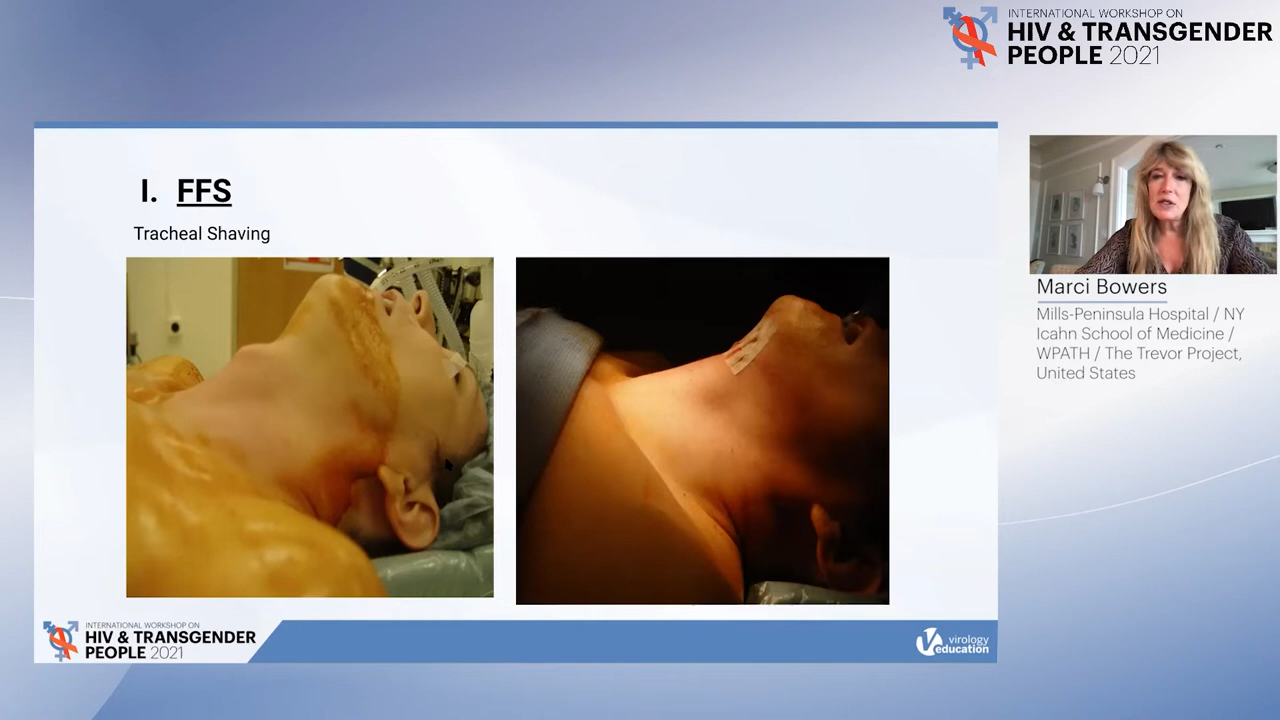 INTERNATIONAL WORKSHOP ON
HIV & TRANSGENDER
PEOPLE 2021
I. FFS
Tracheal Shaving
Marci Bowers
Mills-Peninsula Hospital / NY
Icahn School of Medicine /
WPATH / The Trevor Project,
United States
INTERNATIONAL WORKSHOP ON
HIV & TRANSGENDER
PEOPLE 2021
virology
education